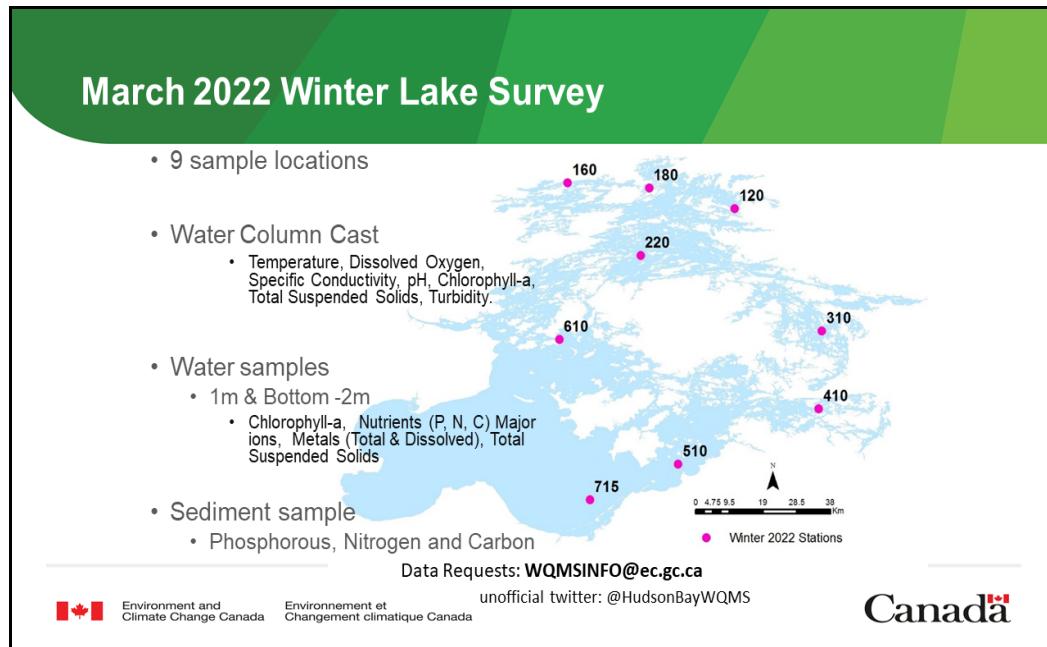 March 2022 Winter Lake Survey
• 9 sample locations
• Water Column Cast
• Temperature, Dissolved Oxygen,
Specific Conductivity, pH, Chlorophyll-a,
Total Suspended Solids, Turbidity.
• Water samples
• 1m & Bottom -2m
• Chlorophyll-a, Nutrients (P, N, C) Major
ions, Metals (Total & Dissolved), Total
Suspended Solids
• Sediment sample
• Phosphorous, Nitrogen and Carbon
160
180
120
220
310
610
410
510
715
N
0 4.75 9.5 19 28.5 38
Km
Winter 2022 Stations
Data Requests: WQMSINFO@ec.gc.ca
unofficial twitter: @HudsonBayWQMS
Environment and
Climate Change Canada
Environnement et
Changement climatique Canada
Canada